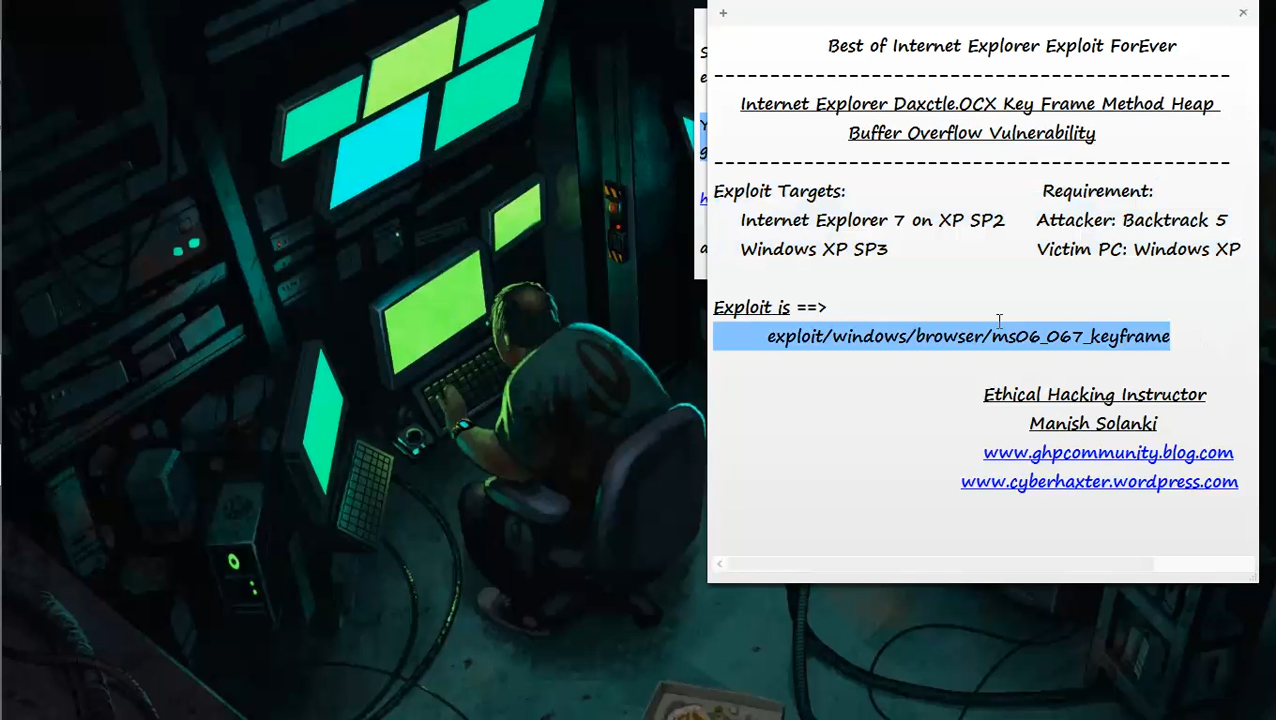 Best of Internet Explorer Exploit ForEver
-----------------------------------------------
Internet Explorer Daxctle.OCX Key Frame Method Heap
Buffer Overflow Vulnerability
-----------------------------------------------
Exploit Targets: Requirement:
Internet Explorer 7 on XP SP2 Attacker: Backtrack 5
Windows XP SP3 Victim PC: Windows XP
Exploit is ==>
exploit/windows/browser/ms06_067_keyframe
Ethical Hacking Instructor
Manish Solanki
www.ghpcommunity.blog.com
www.cyberhaxter.wordpress.com